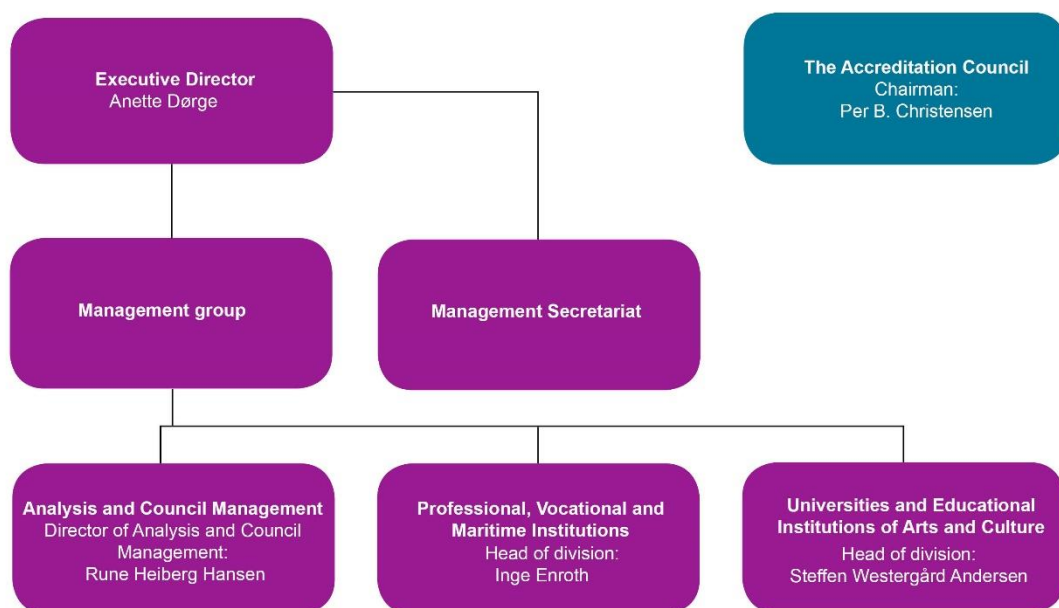 Executive Director
Anette Dørge
The Accreditation Council
Chairman:
Per B. Christensen
Management group
Management Secretariat
Analysis and Council Management
Director of Analysis and Council
Management:
Rune Heiberg Hansen
Professional, Vocational and
Maritime Institutions
Head of division:
Inge Enroth
Universities and Educational
Institutions of Arts and Culture
Head of division:
Steffen Westergård Andersen